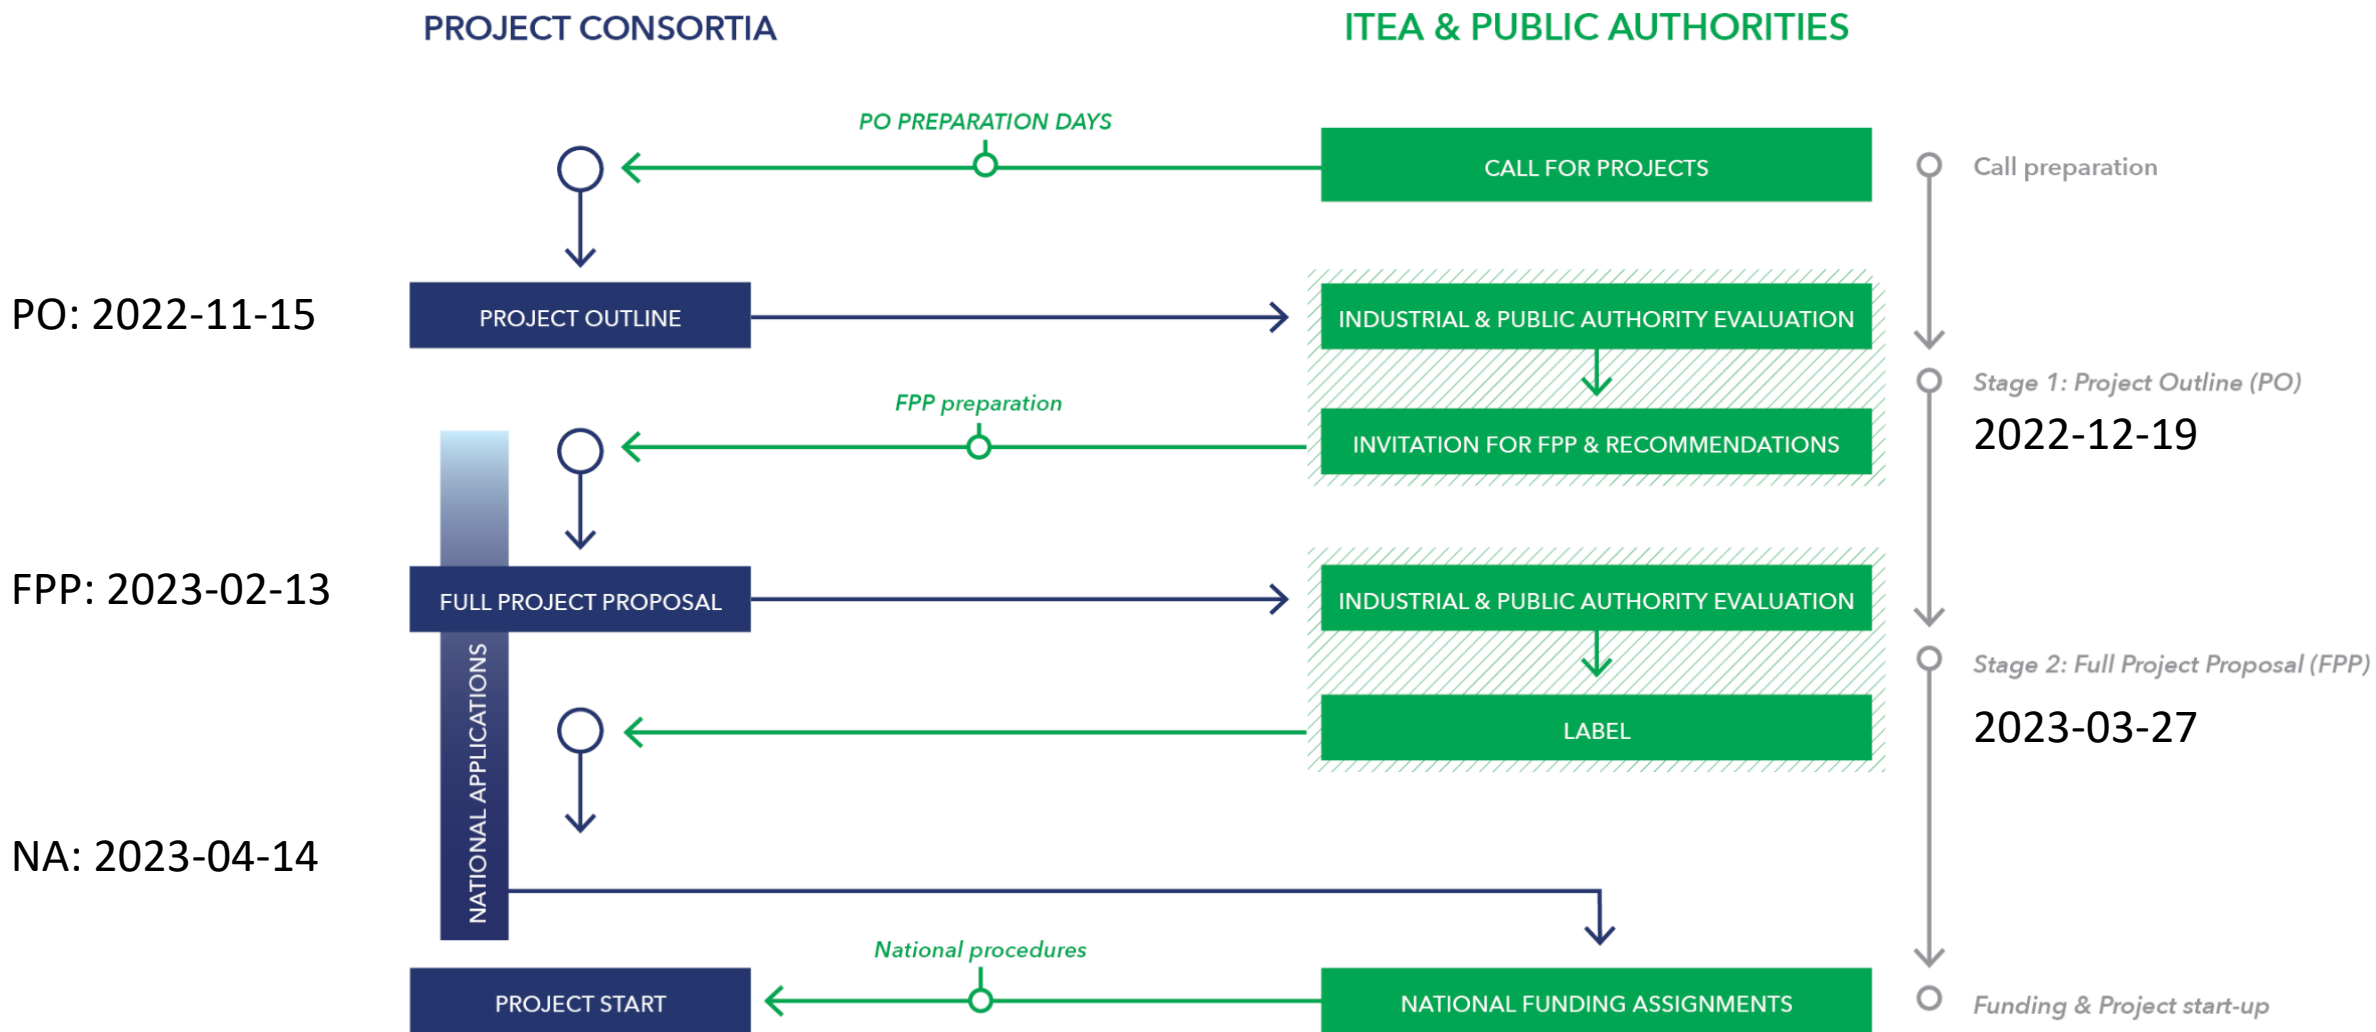 PROJECT CONSORTIA
ITEA & PUBLIC AUTHORITIES
PO PREPARATION DAYS
CALL FOR PROJECTS
Call preparation
PO: 2022-11-15
PROJECT OUTLINE
INDUSTRIAL & PUBLIC AUTHORITY EVALUATION
Stage 1: Project Outline (PO)
FPP preparation
INVITATION FOR FPP & RECOMMENDATIONS
2022-12-19
FPP: 2023-02-13
FULL PROJECT PROPOSAL
INDUSTRIAL & PUBLIC AUTHORITY EVALUATION
Stage 2: Full Project Proposal (FPP)
NATIONAL APPLICATIONS
LABEL
2023-03-27
NA: 2023-04-14
National procedures
PROJECT START
NATIONAL FUNDING ASSIGNMENTS
Funding & Project start-up